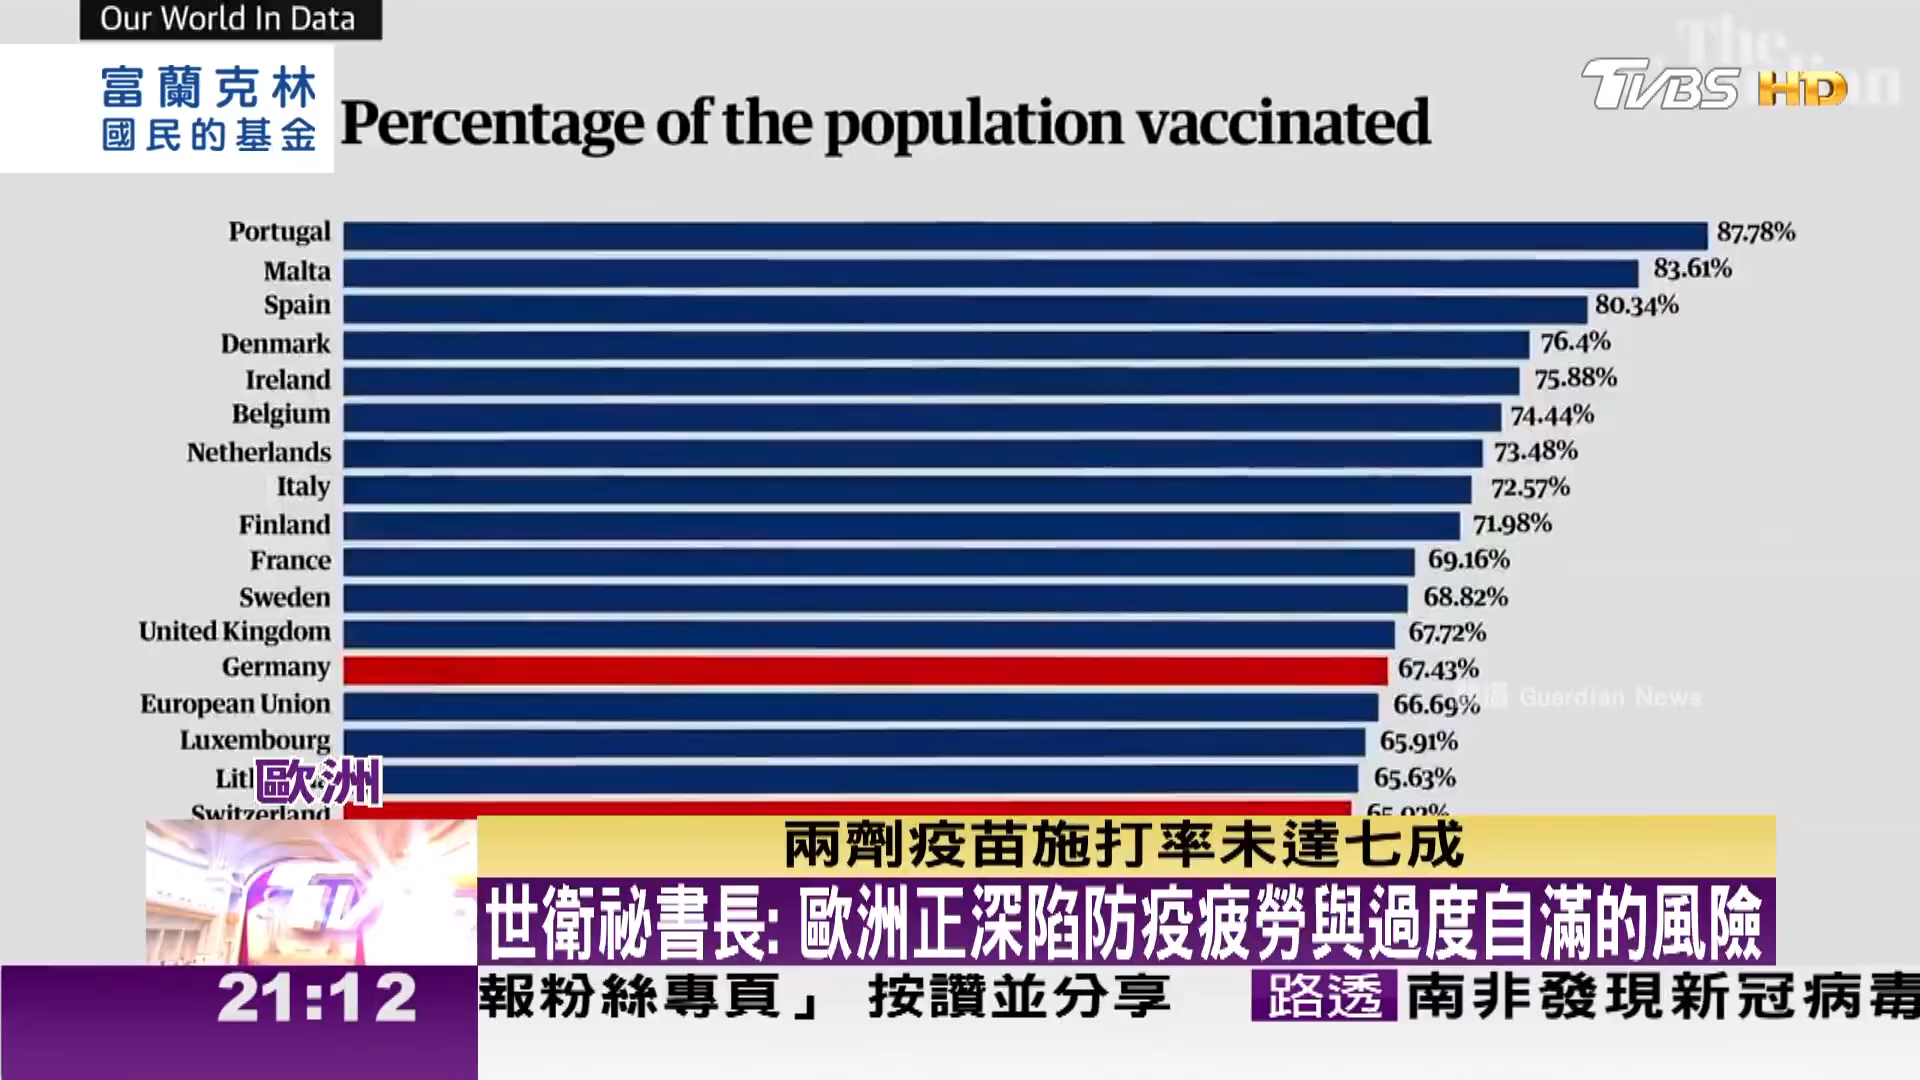 Our World In Data
富蘭克林
國民的基金
TVBS HD
Percentage of the population vaccinated
Portugal 87.78%
Malta 83.61%
Spain 80.34%
Denmark 76.4%
Ireland 75.88%
Belgium 74.44%
Netherlands 73.48%
Italy 72.57%
Finland 71.98%
France 69.16%
Sweden 68.82%
United Kingdom 67.72%
Germany 67.43%
European Union 66.69%
Guardian News
Luxembourg 65.91%
65.63%
歐洲
Switzerland
兩劑疫苗施打率未達七成
世衛祕書長: 歐洲正深陷防疫疲勞與過度自滿的風險
21:12
報粉絲專頁」 按讚並分享 路透 南非發現新冠病毒